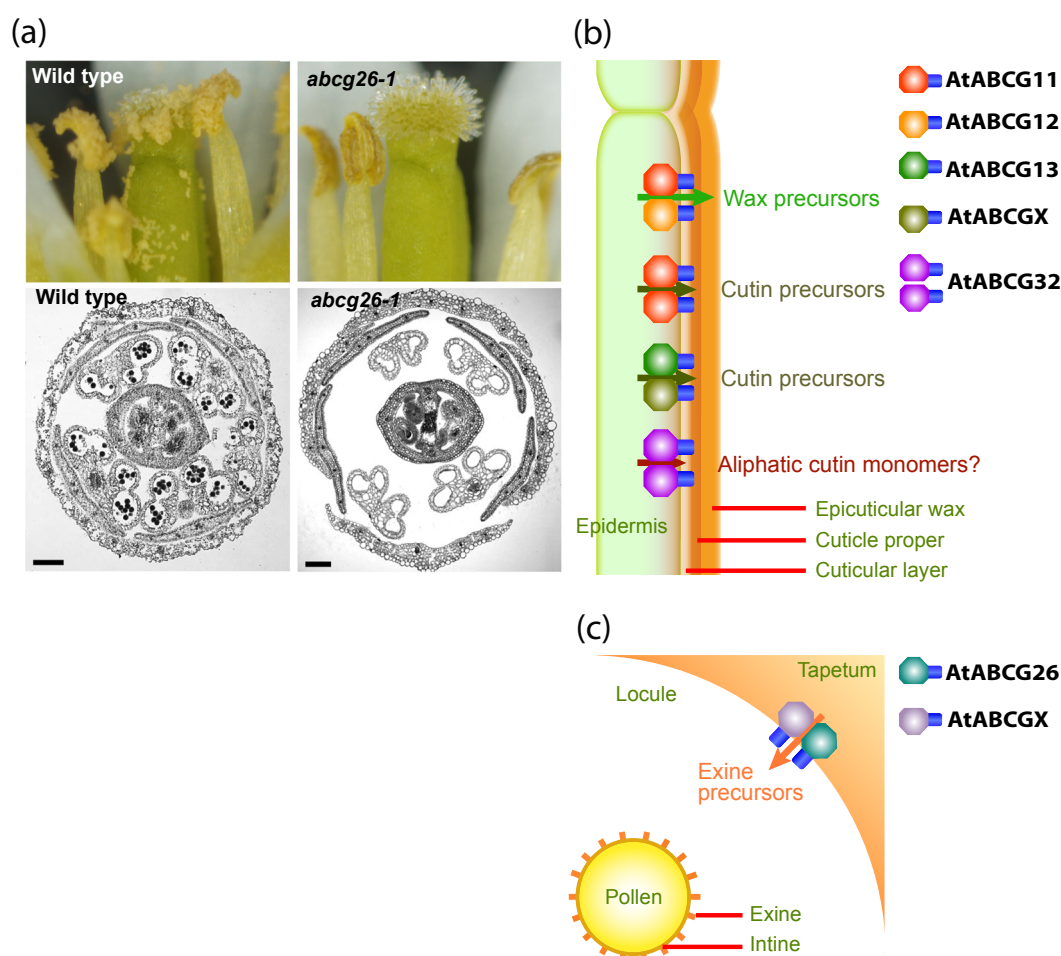 (a)
Wild type
abcg26-1
Wild type
abcg26-1
(b)
AtABCG11
AtABCG12
AtABCG13
AtABCGX
AtABCG32
Wax precursors
Cutin precursors
Cutin precursors
Aliphatic cutin monomers?
Epidermis
Epicuticular wax
Cuticle proper
Cuticular layer
(c)
Tapetum
Locule
AtABCG26
AtABCGX
Exine
precursors
Pollen
Exine
Intine